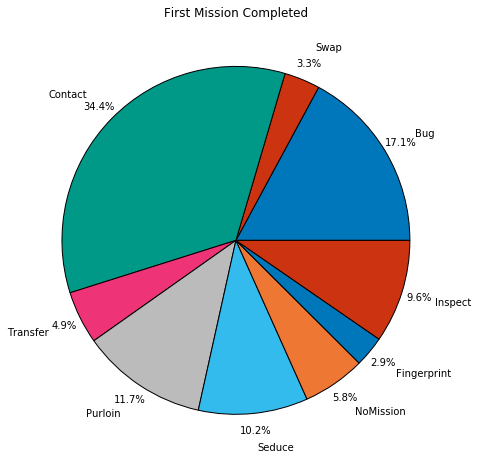 First Mission Completed
Swap
3.3%
Contact
34.4%
Bug
17.1%
Inspect
9.6%
Transfer
4.9%
Fingerprint
2.9%
Purloin
11.7%
NoMission
5.8%
Seduce
10.2%